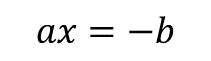 ax = −b